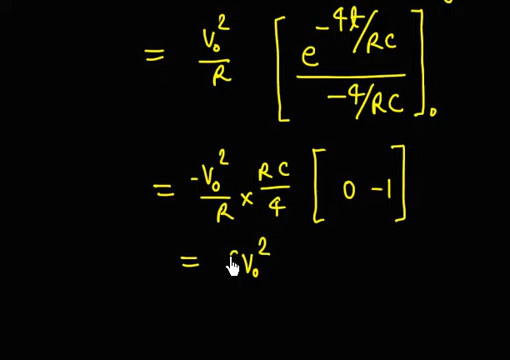 = V₀²/R [ e^(-4t/RC) / (-4/RC) ]₀
= -V₀²/R × RC/4 [ 0 -1 ]
= V₀²